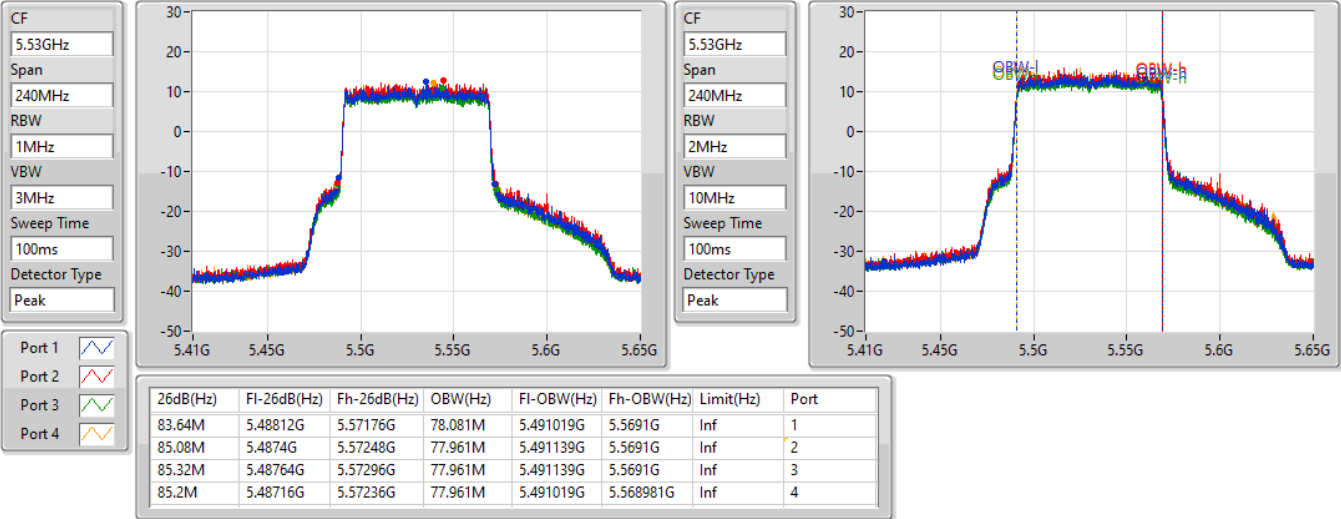 CF
5.53GHz
Span
240MHz
RBW
1MHz
VBW
3MHz
Sweep Time
100ms
Detector Type
Peak
30
20
10
0
-10
-20
-30
-40
-50
5.41G 5.45G 5.5G 5.55G 5.6G 5.65G
CF
5.53GHz
Span
240MHz
RBW
2MHz
VBW
10MHz
Sweep Time
100ms
Detector Type
Peak
30
20
10
0
-10
-20
-30
-40
-50
OBW-l OBW-h
5.41G 5.45G 5.5G 5.55G 5.6G 5.65G
Port 1
Port 2
Port 3
Port 4
26dB(Hz) Fl-26dB(Hz) Fh-26dB(Hz) OBW(Hz) Fl-OBW(Hz) Fh-OBW(Hz) Limit(Hz) Port
83.64M 5.48812G 5.57176G 78.081M 5.491019G 5.5691G Inf 1
85.08M 5.4874G 5.57248G 77.961M 5.491139G 5.5691G Inf 2
85.32M 5.48764G 5.57296G 77.961M 5.491139G 5.5691G Inf 3
85.2M 5.48716G 5.57236G 77.961M 5.491019G 5.568981G Inf 4